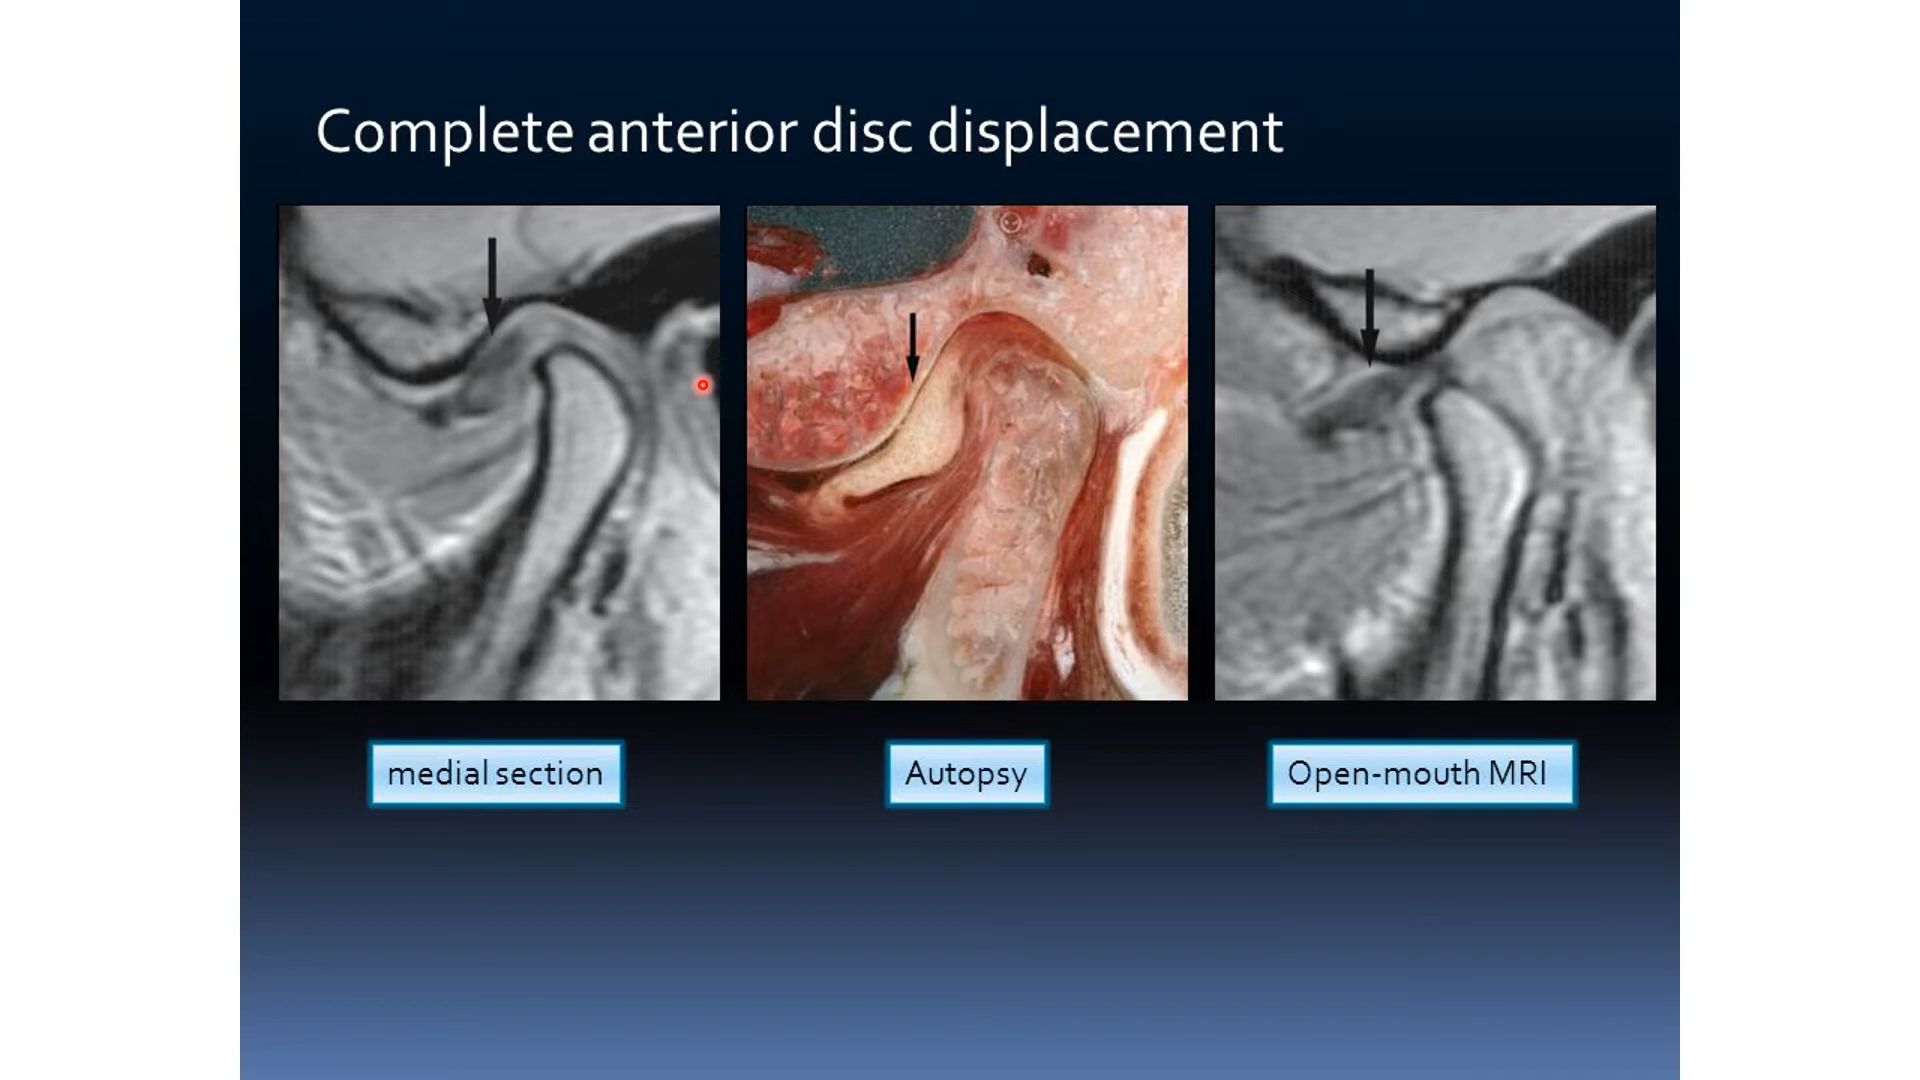 Complete anterior disc displacement
medial section
Autopsy
Open-mouth MRI